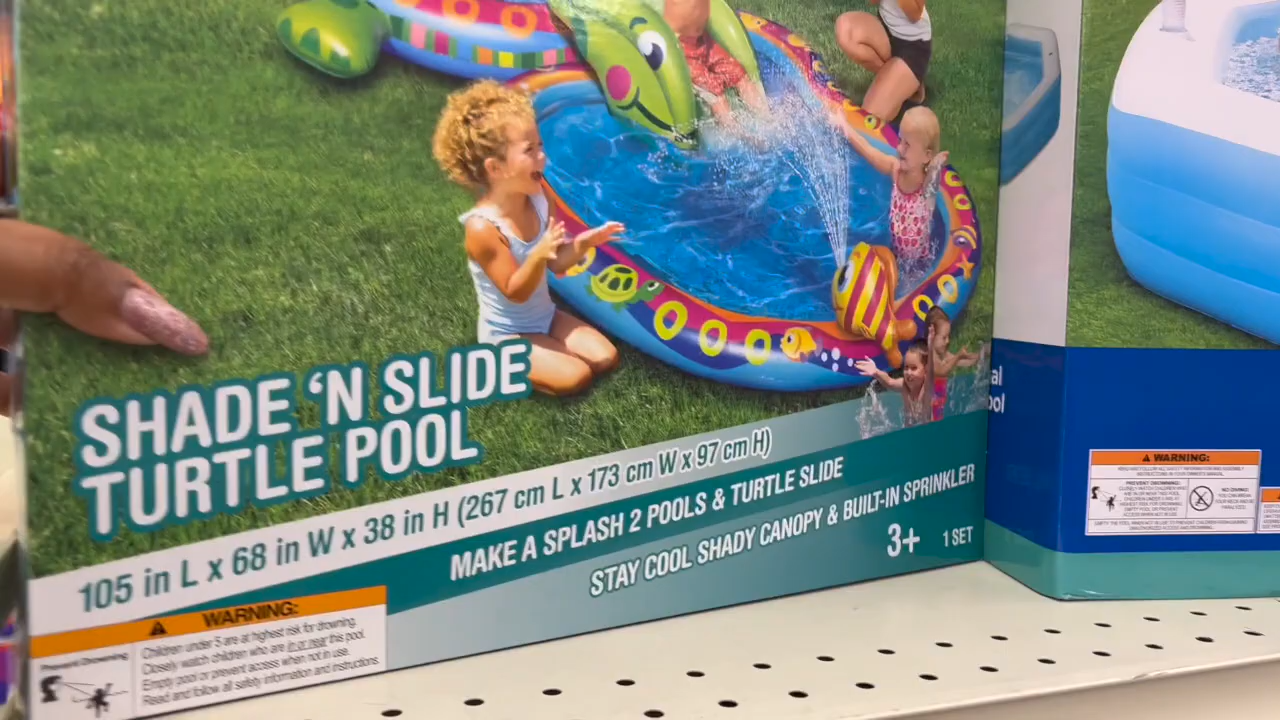 SHADE 'N SLIDE
TURTLE POOL
105 in L x 68 in W x 38 in H (267 cm L x 173 cm W x 97 cm H)
MAKE A SPLASH 2 POOLS & TURTLE SLIDE
STAY COOL SHADY CANOPY & BUILT-IN SPRINKLER
3+ 1 SET
WARNING:
Prevent Drowning
Children under 5 are at highest risk for drowning.
Closely watch children who are in or near this pool.
Empty pool or prevent access when not in use.
Read and follow all safety information and instructions
al
ool
WARNING:
PREVENT DROWNING:
NO DIVING!